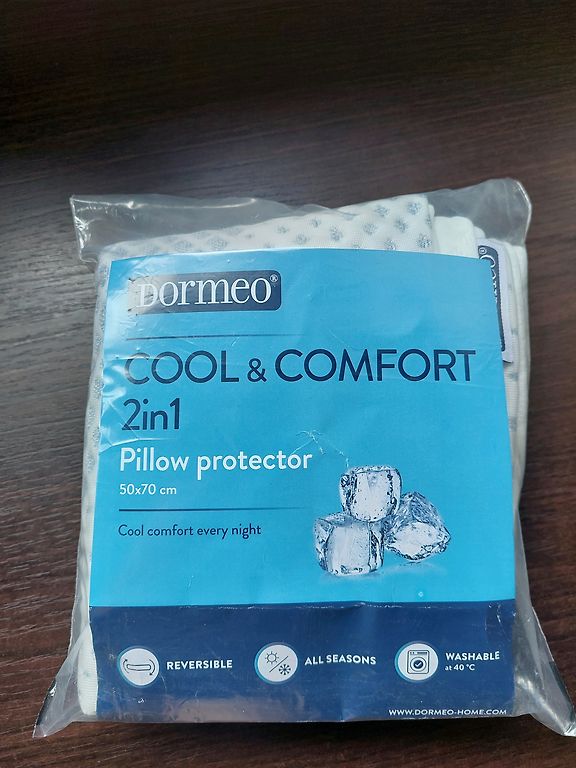 Dormeo®
COOL & COMFORT
2in1
Pillow protector
50x70 cm
Cool comfort every night
REVERSIBLE
ALL SEASONS
WASHABLE
at 40 °C
WWW.DORMEO-HOME.COM